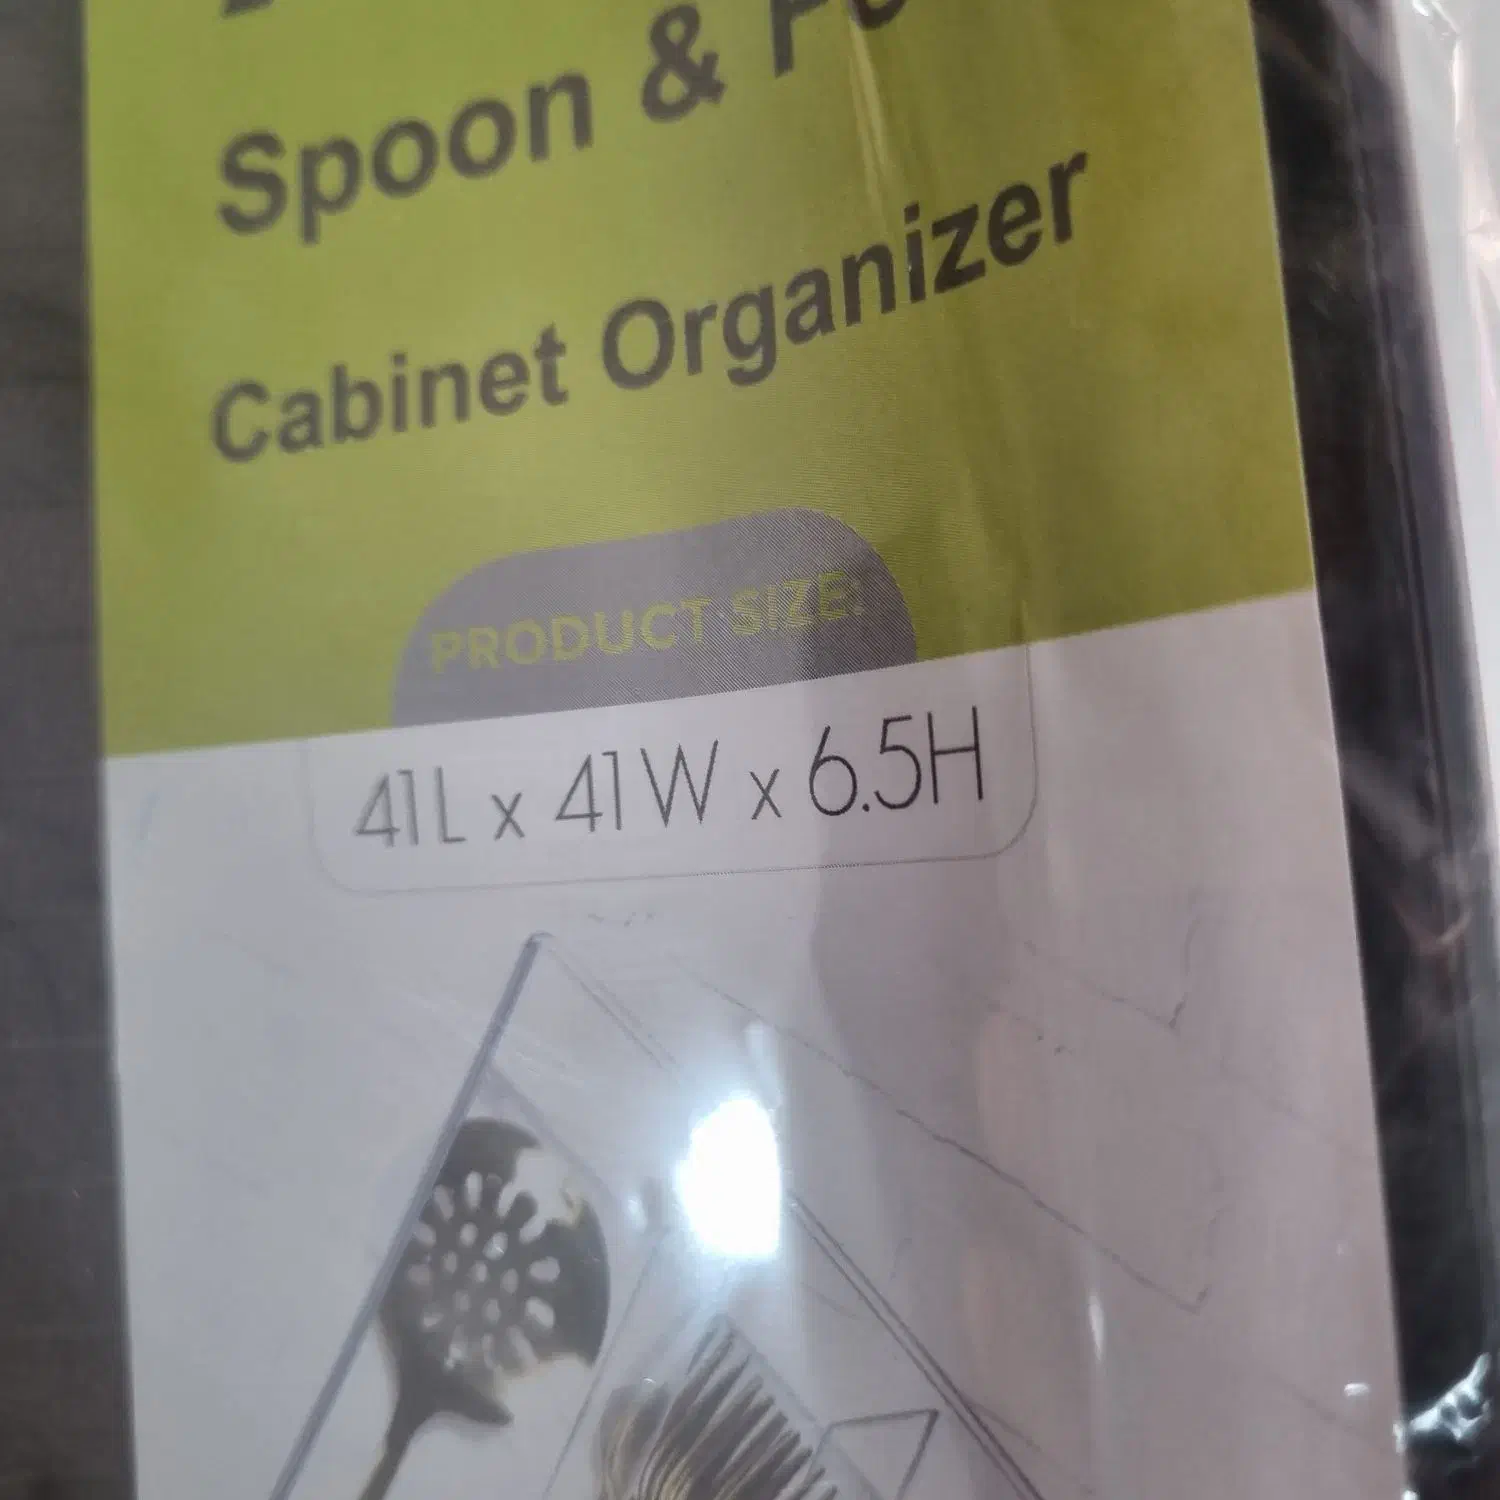 Spoon &
Cabinet Organizer
PRODUCT SIZE:
41L x 41W x 6.5H